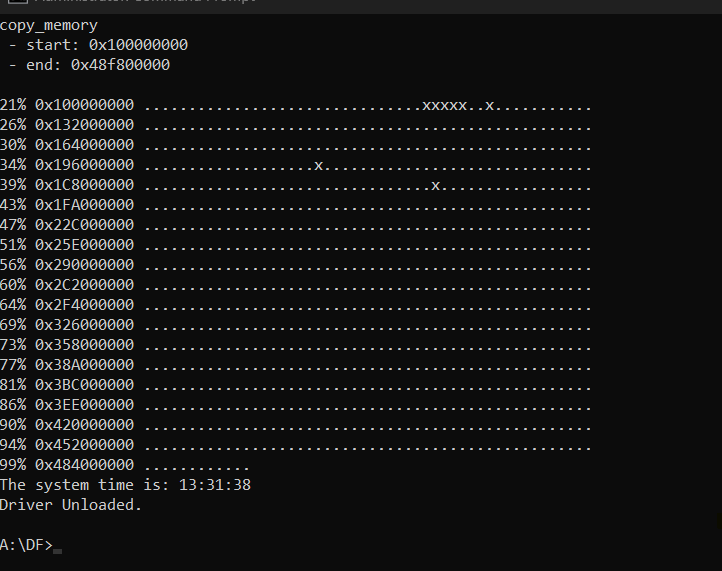 copy_memory
- start: 0x100000000
- end: 0x48f800000
21% 0x100000000 ...............................xxxxx..x...........
26% 0x132000000 ..................................................
30% 0x164000000 ..................................................
34% 0x196000000 ...................x..............................
39% 0x1C8000000 ................................x.................
43% 0x1FA000000 ..................................................
47% 0x22C000000 ..................................................
51% 0x25E000000 ..................................................
56% 0x290000000 ..................................................
60% 0x2C2000000 ..................................................
64% 0x2F4000000 ..................................................
69% 0x326000000 ..................................................
73% 0x358000000 ..................................................
77% 0x38A000000 ..................................................
81% 0x3BC000000 ..................................................
86% 0x3EE000000 ..................................................
90% 0x420000000 ..................................................
94% 0x452000000 ..................................................
99% 0x484000000 ............
The system time is: 13:31:38
Driver Unloaded.
A:\DF>